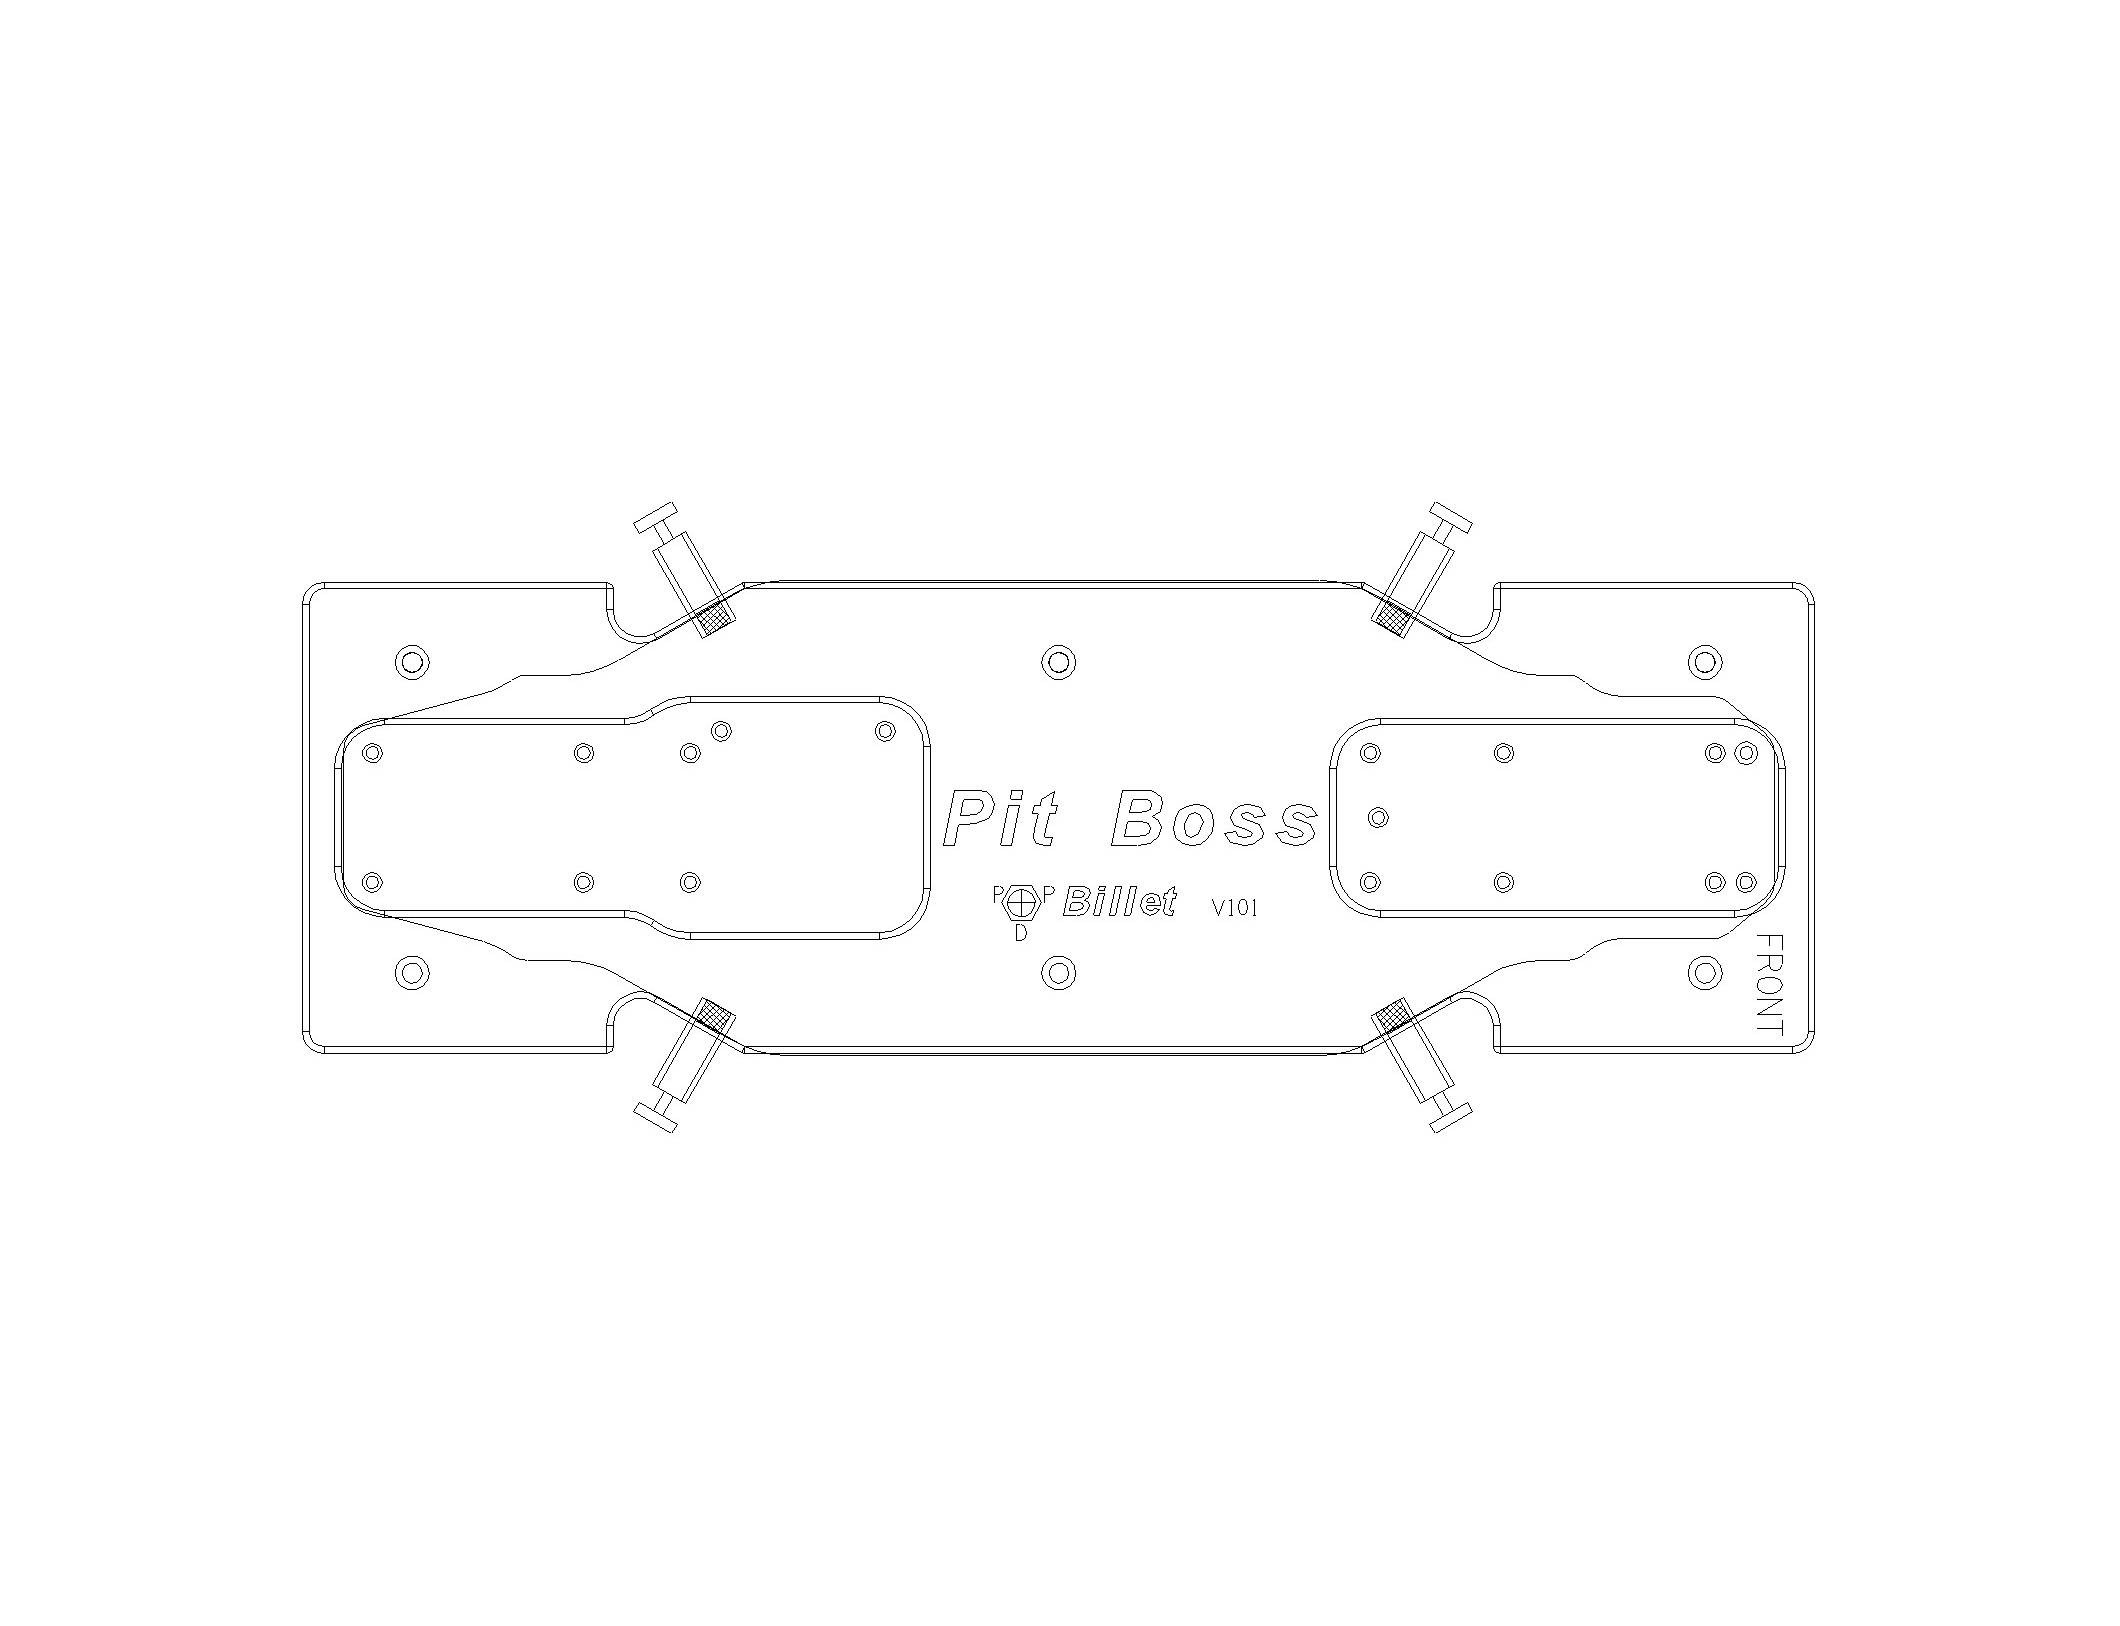 Pit Boss
P P Billet V101
D
FRONT